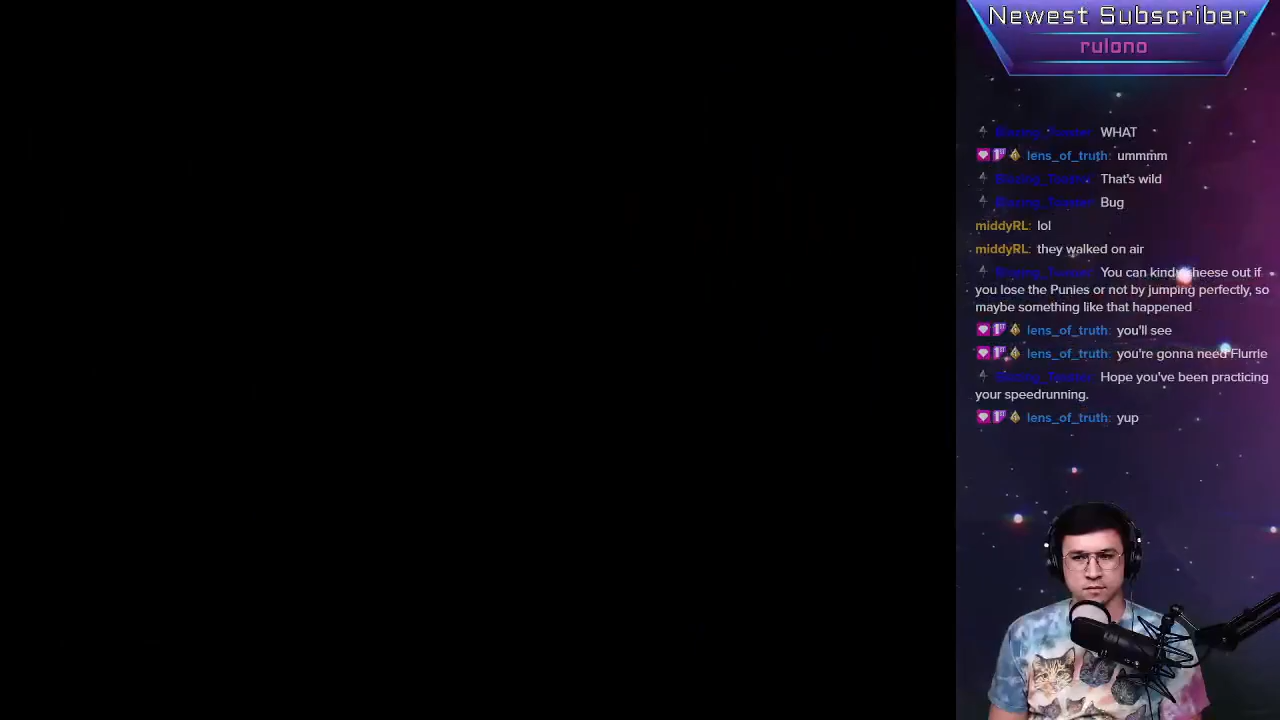 Newest Subscriber
rulono
WHAT
lens_of_truth: ummmm
That's wild
Bug
middyRL: lol
middyRL: they walked on air
You can kinda cheese out if
you lose the Punies or not by jumping perfectly, so
maybe something like that happened
lens_of_truth: you'll see
lens_of_truth: you're gonna need Flurrie
Hope you've been practicing
your speedrunning.
lens_of_truth: yup